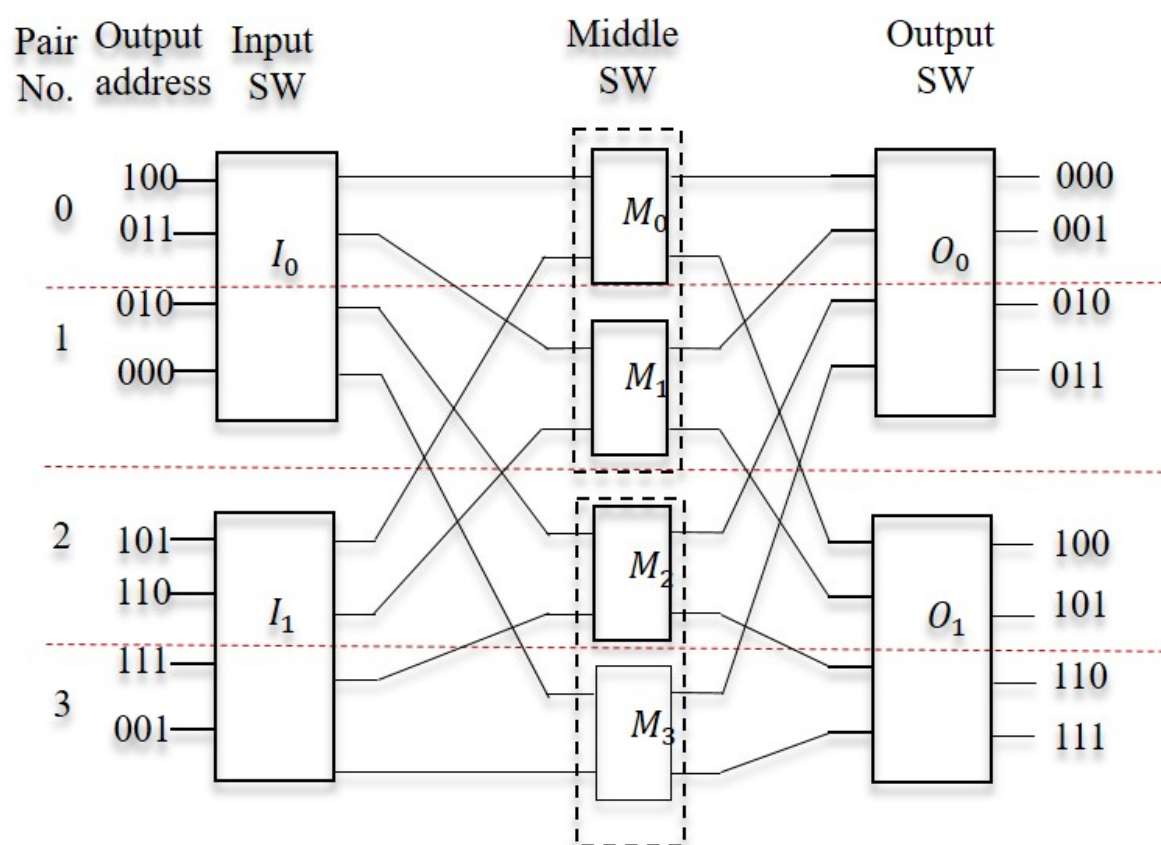 Pair Output Input Middle Output
No. address SW SW SW
0 100 I₀ M₀ O₀ 000
011 001
1 010 010
000 M₁ 011
2 101 I₁ M₂ O₁ 100
110 101
3 111 110
001 M₃ 111